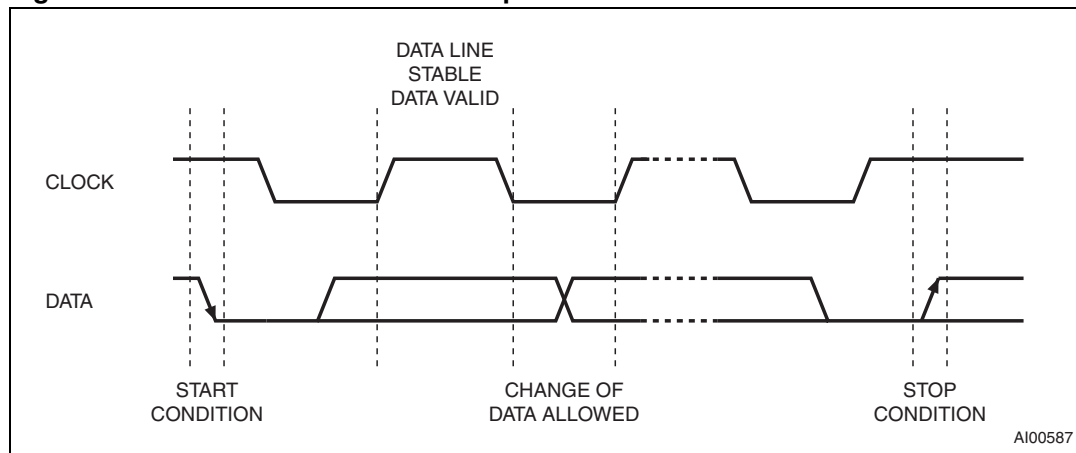 DATA LINE
STABLE
DATA VALID
CLOCK
DATA
START
CONDITION
CHANGE OF
DATA ALLOWED
STOP
CONDITION
AI00587